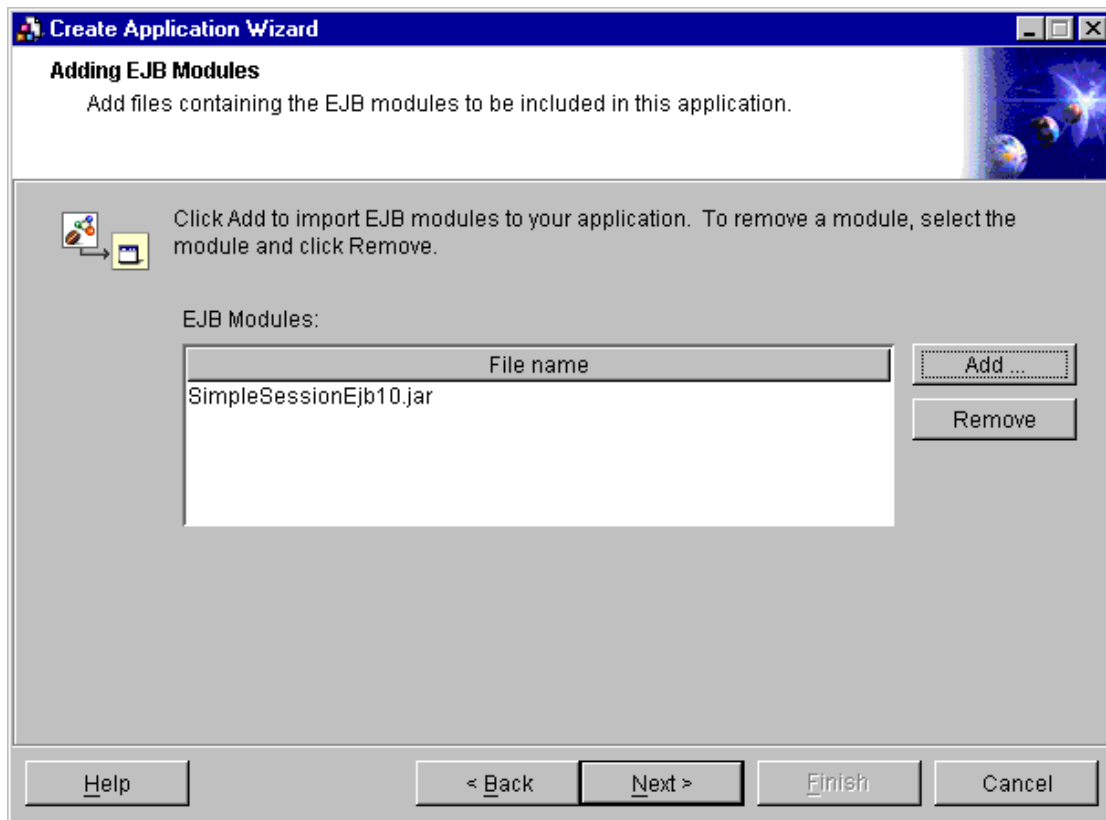 Create Application Wizard
Adding EJB Modules
Add files containing the EJB modules to be included in this application.
Click Add to import EJB modules to your application. To remove a module, select the
module and click Remove.
EJB Modules:
File name
Add ...
SimpleSessionEjb10.jar
Remove
Help
< Back
Next >
Finish
Cancel